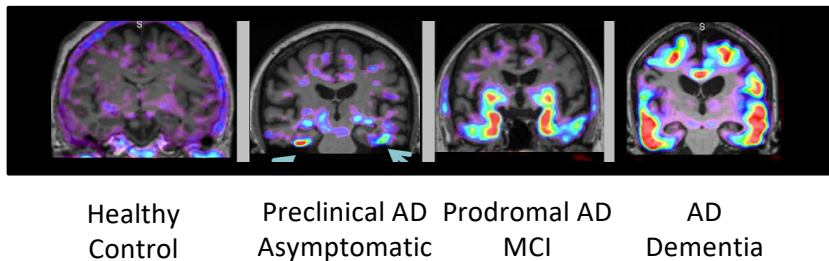 S
S
Healthy
Control
Preclinical AD
Asymptomatic
Prodromal AD
MCI
AD
Dementia